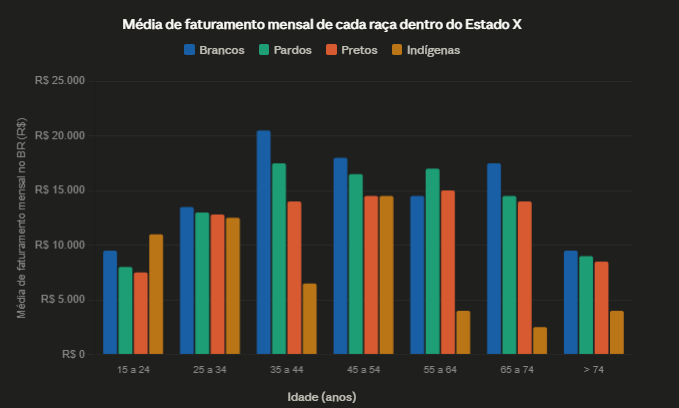 Média de faturamento mensal de cada raça dentro do Estado X
Brancos Pardos Pretos Indígenas
Média de faturamento mensal no BR (R$)
R$ 25.000
R$ 20.000
R$ 15.000
R$ 10.000
R$ 5.000
R$ 0
15 a 24 25 a 34 35 a 44 45 a 54 55 a 64 65 a 74 > 74
Idade (anos)